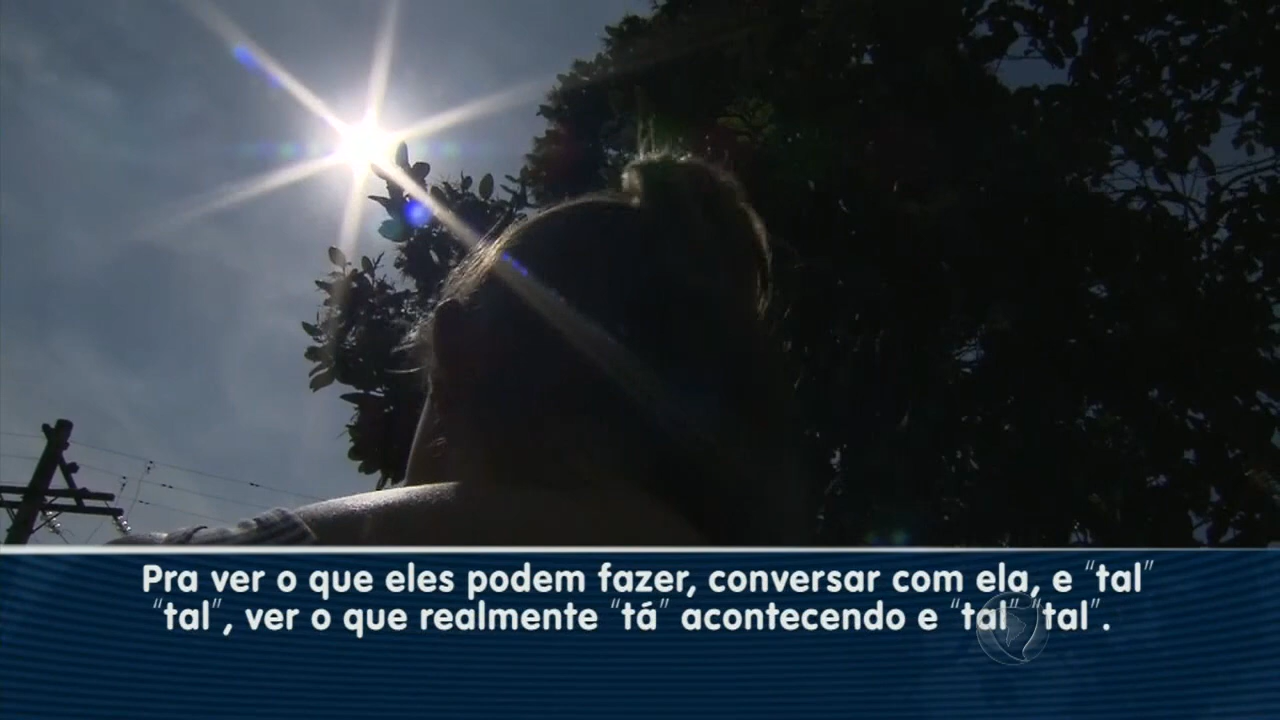 Pra ver o que eles podem fazer, conversar com ela, e “tal”
“tal”, ver o que realmente “tá” acontecendo e “tal” “tal”.